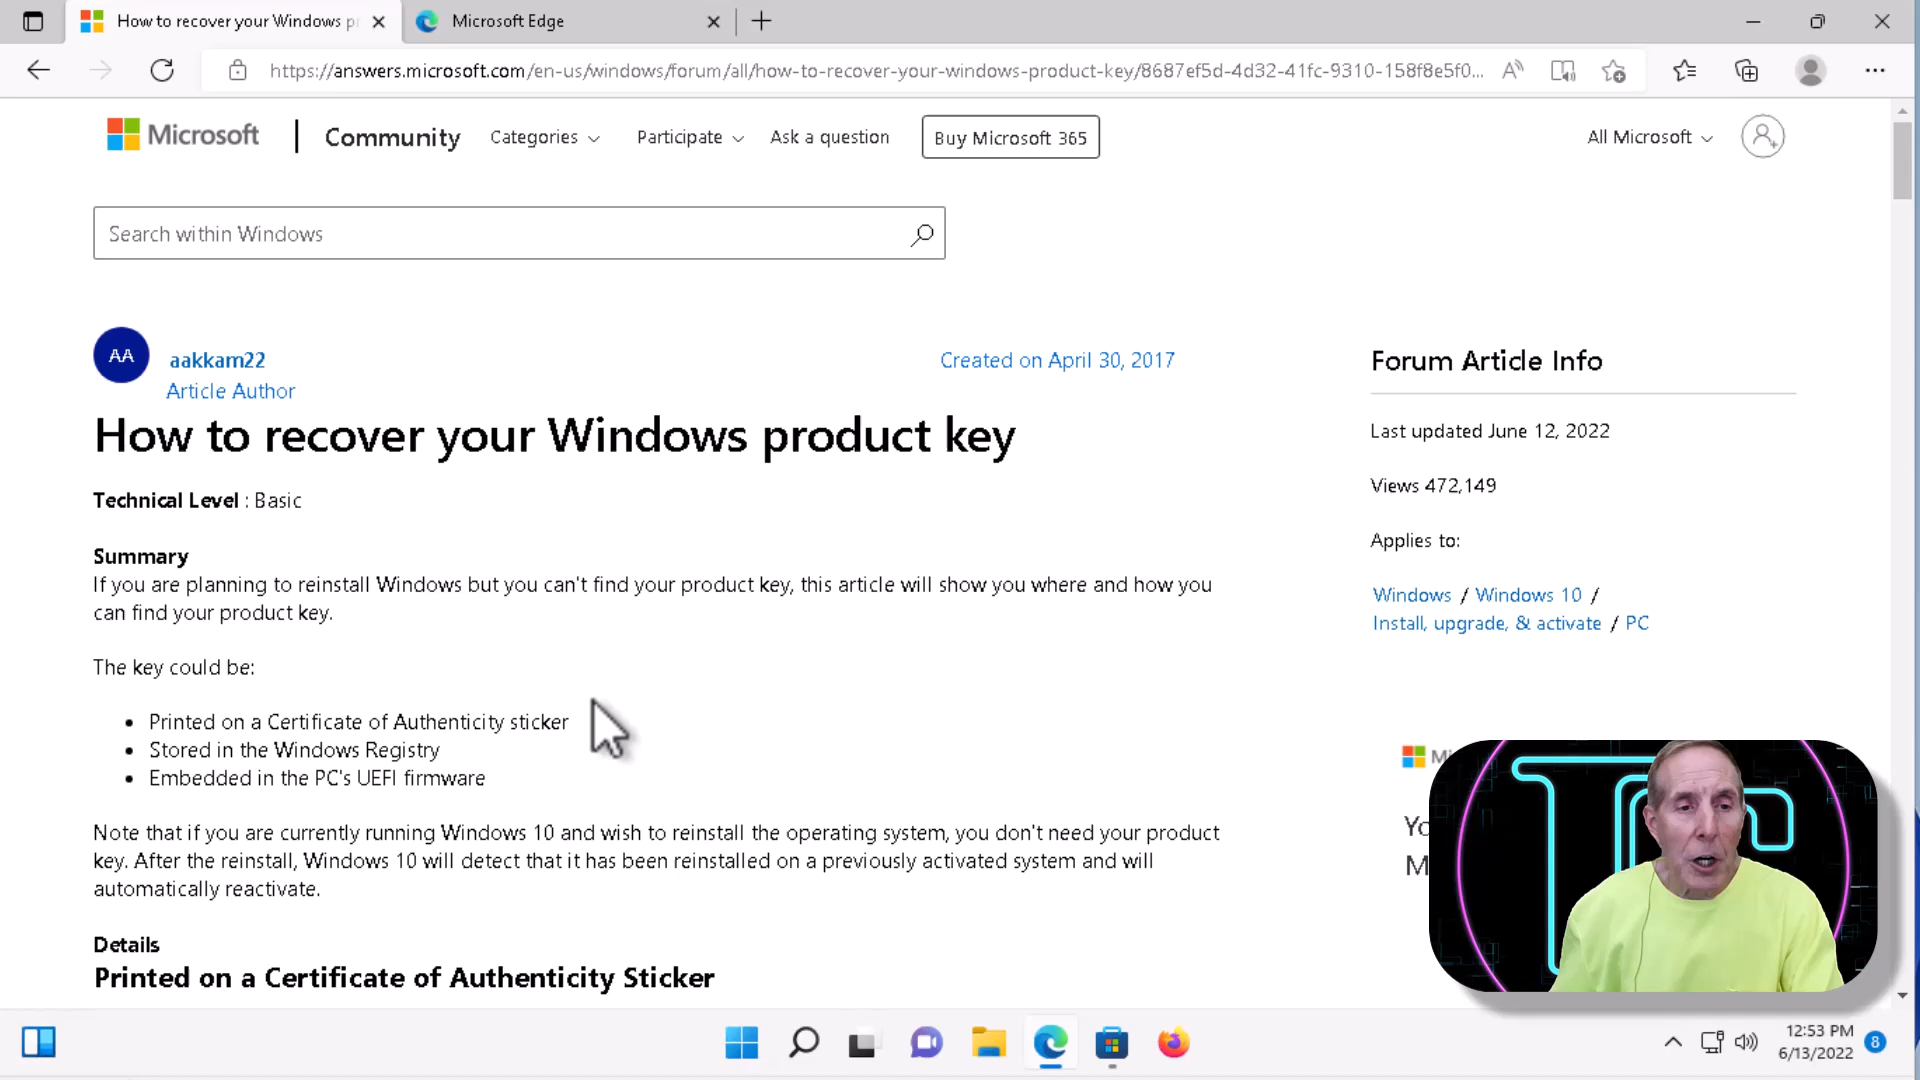 How to recover your Windows pr
Microsoft Edge
https://answers.microsoft.com/en-us/windows/forum/all/how-to-recover-your-windows-product-key/8687ef5d-4d32-41fc-9310-158f8e5f0...
Microsoft
Community
Categories
Participate
Ask a question
Buy Microsoft 365
All Microsoft
Search within Windows
AA
aakkam22
Created on April 30, 2017
Article Author
How to recover your Windows product key
Technical Level : Basic
Summary
If you are planning to reinstall Windows but you can't find your product key, this article will show you where and how you
can find your product key.
The key could be:
• Printed on a Certificate of Authenticity sticker
• Stored in the Windows Registry
• Embedded in the PC's UEFI firmware
Note that if you are currently running Windows 10 and wish to reinstall the operating system, you don't need your product
key. After the reinstall, Windows 10 will detect that it has been reinstalled on a previously activated system and will
automatically reactivate.
Details
Printed on a Certificate of Authenticity Sticker
Forum Article Info
Last updated June 12, 2022
Views 472,149
Applies to:
Windows / Windows 10 /
Install, upgrade, & activate / PC
12:53 PM
6/13/2022
8